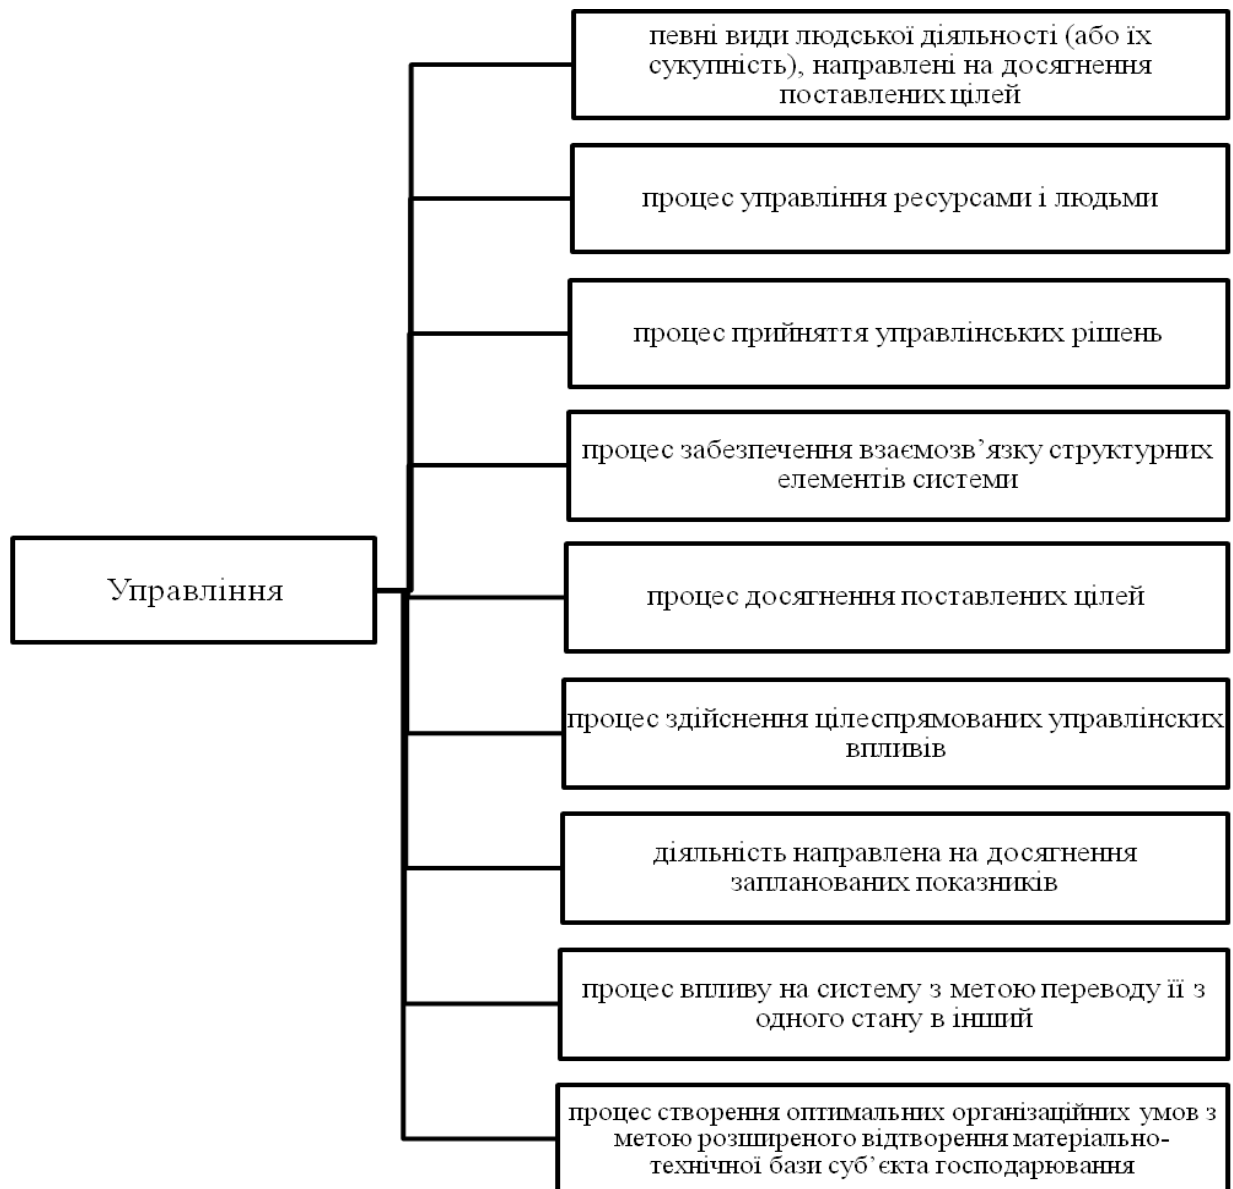 певні види людської діяльності (або їх
сукупність), направлені на досягнення
поставлених цілей
процес управління ресурсами і людьми
процес прийняття управлінських рішень
процес забезпечення взаємозв’язку структурних
елементів системи
Управління
процес досягнення поставлених цілей
процес здійснення цілеспрямованих управлінских
впливів
діяльність направлена на досягнення
запланованих показників
процес впливу на систему з метою переводу її з
одного стану в інший
процес створення оптимальних організаційних умов з
метою розширеного відтворення матеріально-
технічної бази суб’єкта господарювання